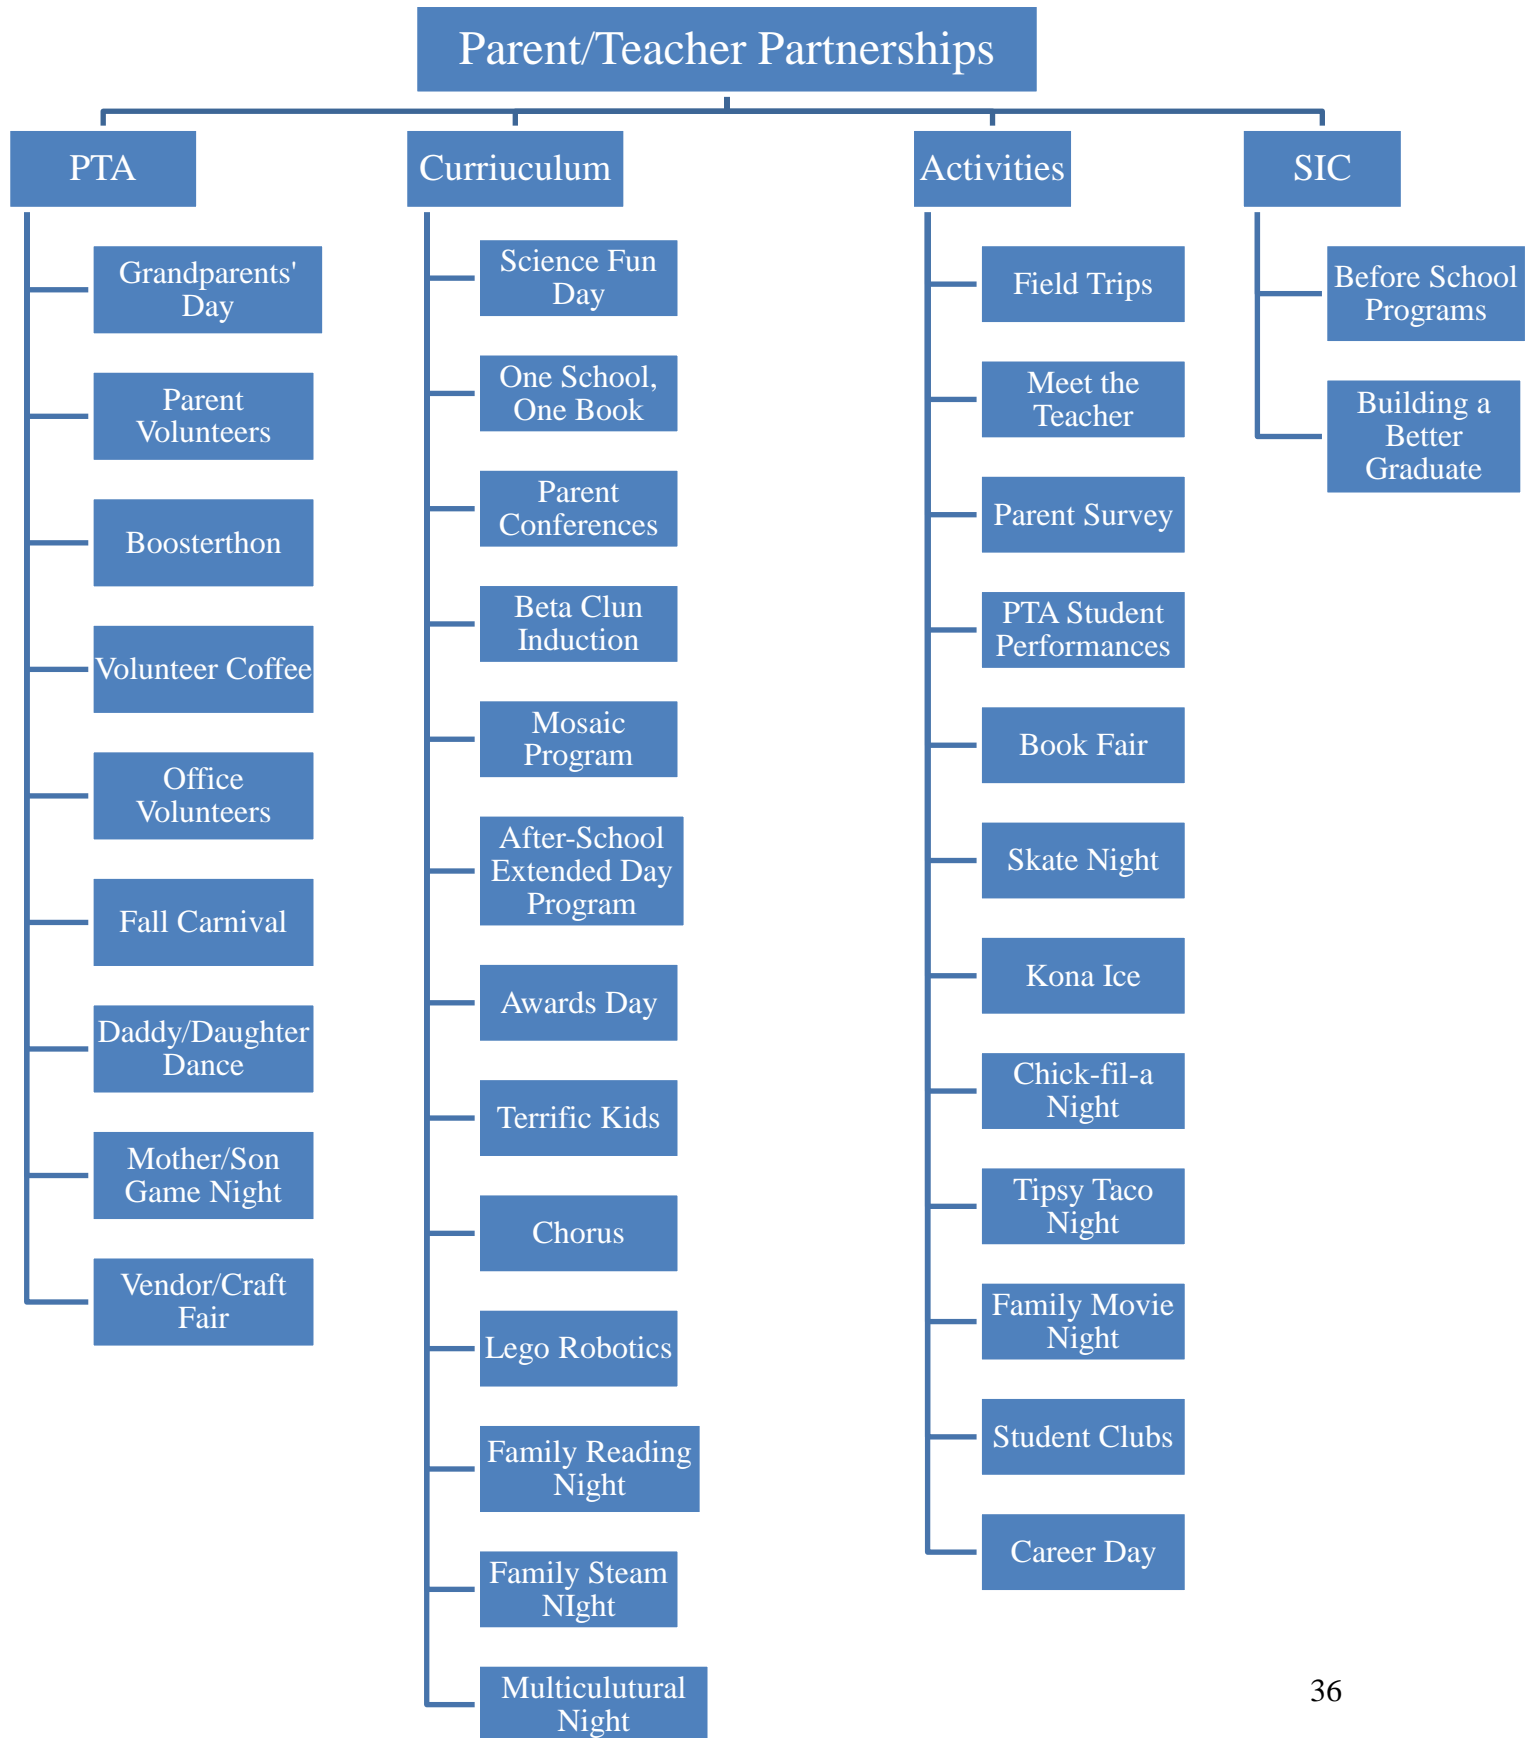 Parent/Teacher Partnerships
PTA
Grandparents'
Day
Parent
Volunteers
Boosterthon
Volunteer Coffee
Office
Volunteers
Fall Carnival
Daddy/Daughter
Dance
Mother/Son
Game Night
Vendor/Craft
Fair
Curriuculum
Science Fun
Day
One School,
One Book
Parent
Conferences
Beta Clun
Induction
Mosaic
Program
After-School
Extended Day
Program
Awards Day
Terrific Kids
Chorus
Lego Robotics
Family Reading
Night
Family Steam
NIght
Multiculutural
Night
Activities
Field Trips
Meet the
Teacher
Parent Survey
PTA Student
Performances
Book Fair
Skate Night
Kona Ice
Chick-fil-a
Night
Tipsy Taco
Night
Family Movie
Night
Student Clubs
Career Day
SIC
Before School
Programs
Building a
Better
Graduate
36